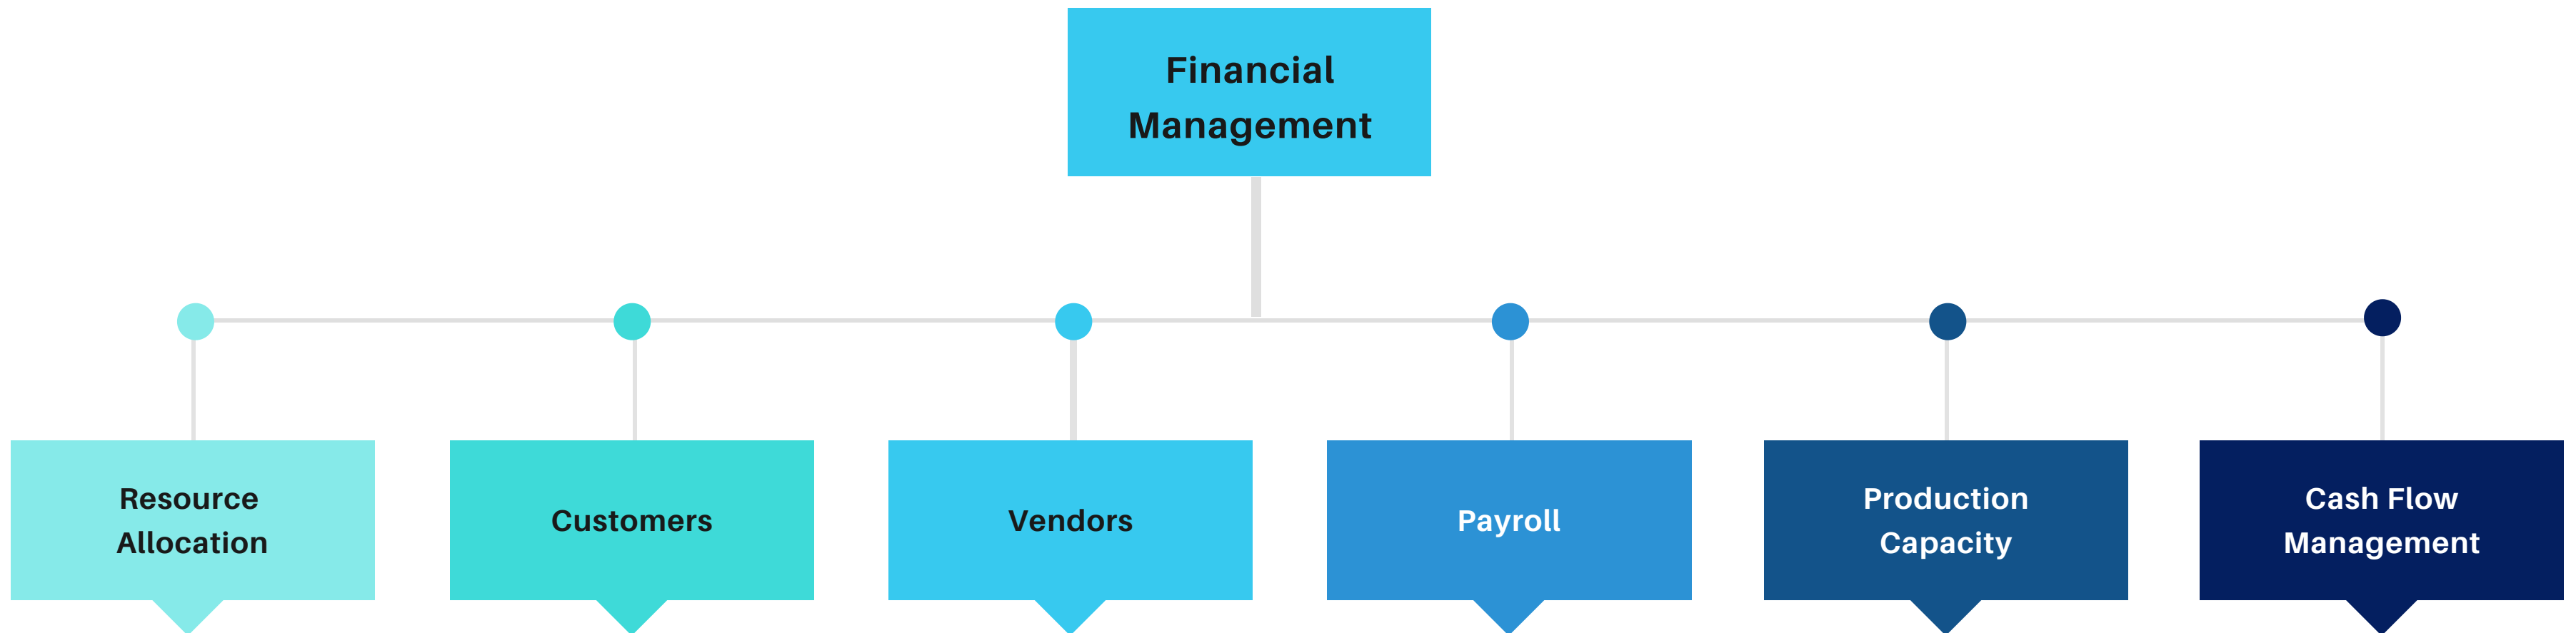 Financial
Management
Resource
Allocation
Customers
Vendors
Payroll
Production
Capacity
Cash Flow
Management